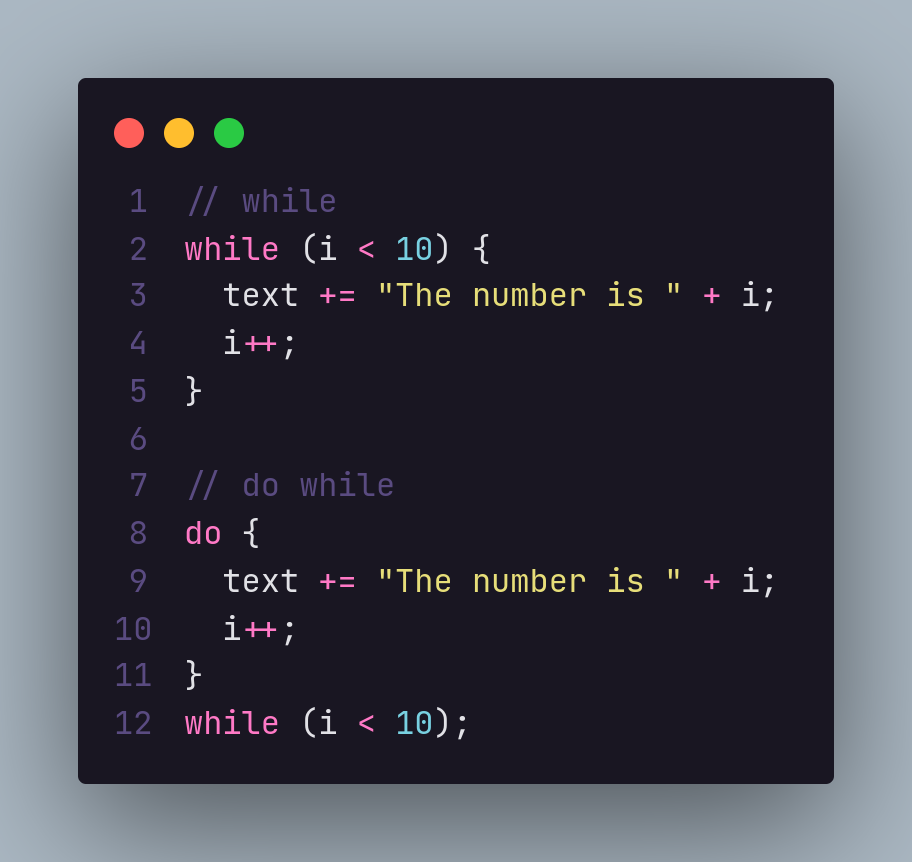 1 // while
2 while (i < 10) {
3   text += "The number is " + i;
4   i++;
5 }
6
7 // do while
8 do {
9   text += "The number is " + i;
10   i++;
11 }
12 while (i < 10);